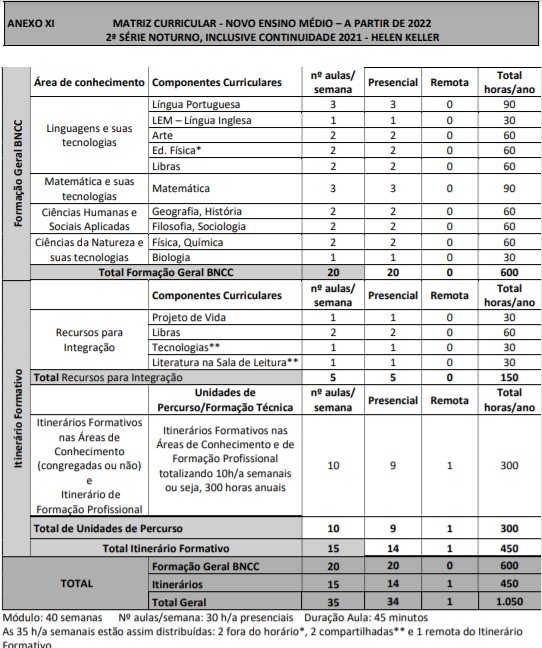 ANEXO XI
MATRIZ CURRICULAR - NOVO ENSINO MÉDIO – A PARTIR DE 2022
2ª SÉRIE NOTURNO, INCLUSIVE CONTINUIDADE 2021 - HELEN KELLER
Formação Geral BNCC
Área de conhecimento Componentes Curriculares nº aulas/ semana Presencial Remota Total horas/ano
Linguagens e suas tecnologias
Língua Portuguesa 3 3 0 90
LEM – Língua Inglesa 1 1 0 30
Arte 2 2 0 60
Ed. Física* 2 2 0 60
Libras 2 2 0 60
Matemática e suas tecnologias Matemática 3 3 0 90
Ciências Humanas e Sociais Aplicadas
Geografia, História 2 2 0 60
Filosofia, Sociologia 2 2 0 60
Ciências da Natureza e suas tecnologias
Física, Química 2 2 0 60
Biologia 1 1 0 30
Total Formação Geral BNCC 20 20 0 600
Itinerário Formativo
Componentes Curriculares nº aulas/ semana Presencial Remota Total horas/ano
Recursos para Integração
Projeto de Vida 1 1 0 30
Libras 2 2 0 60
Tecnologias** 1 1 0 30
Literatura na Sala de Leitura** 1 1 0 30
Total Recursos para Integração 5 5 0 150
Unidades de Percurso/Formação Técnica nº aulas/ semana Presencial Remota Total horas/ano
Itinerários Formativos
nas Áreas de
Conhecimento
(congregadas ou não)
e
Itinerário de
Formação Profissional
Itinerários Formativos nas
Áreas de Conhecimento e de
Formação Profissional
totalizando 10h/a semanais
ou seja, 300 horas anuais
10 9 1 300
Total de Unidades de Percurso 10 9 1 300
Total Itinerário Formativo 15 14 1 450
TOTAL
Formação Geral BNCC 20 20 0 600
Itinerários 15 14 1 450
Total Geral 35 34 1 1.050
Módulo: 40 semanas Nº aulas/semana: 30 h/a presenciais Duração Aula: 45 minutos
As 35 h/a semanais estão assim distribuídas: 2 fora do horário*, 2 compartilhadas** e 1 remota do Itinerário
Formativo